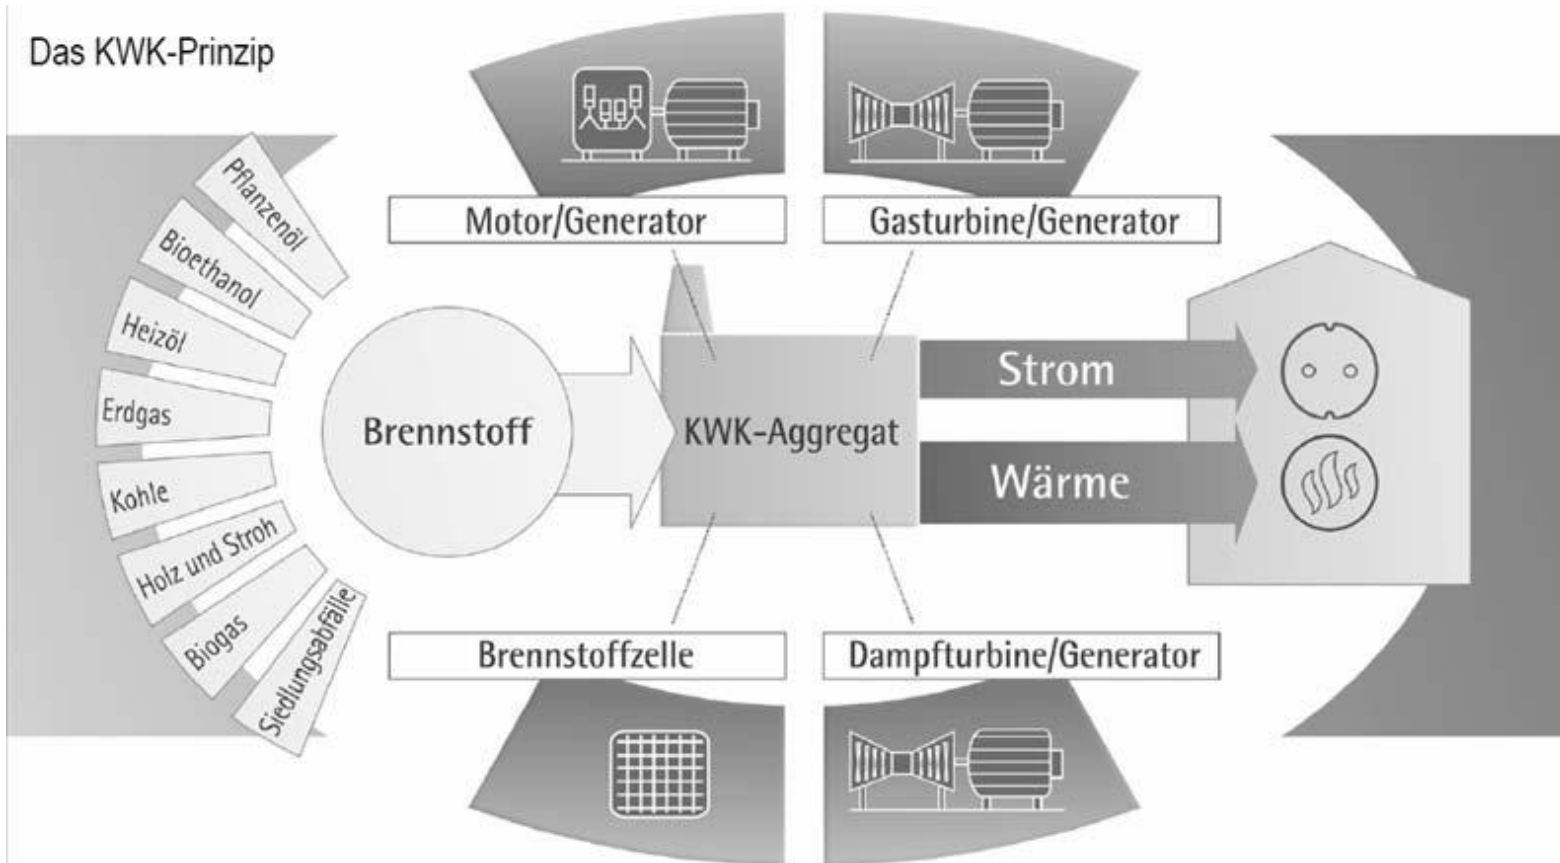 Das KWK-Prinzip
Motor/Generator
Gasturbine/Generator
Pflanzenöl
Bioethanol
Heizöl
Erdgas
Kohle
Holz und Stroh
Biogas
Siedlungsabfälle
Brennstoff
KWK-Aggregat
Strom
Wärme
Brennstoffzelle
Dampfturbine/Generator